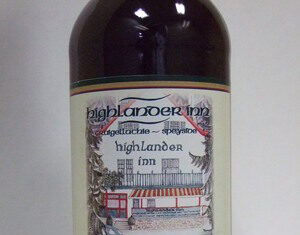 highlander inn
craigellachie ~ speyside
highlander
inn